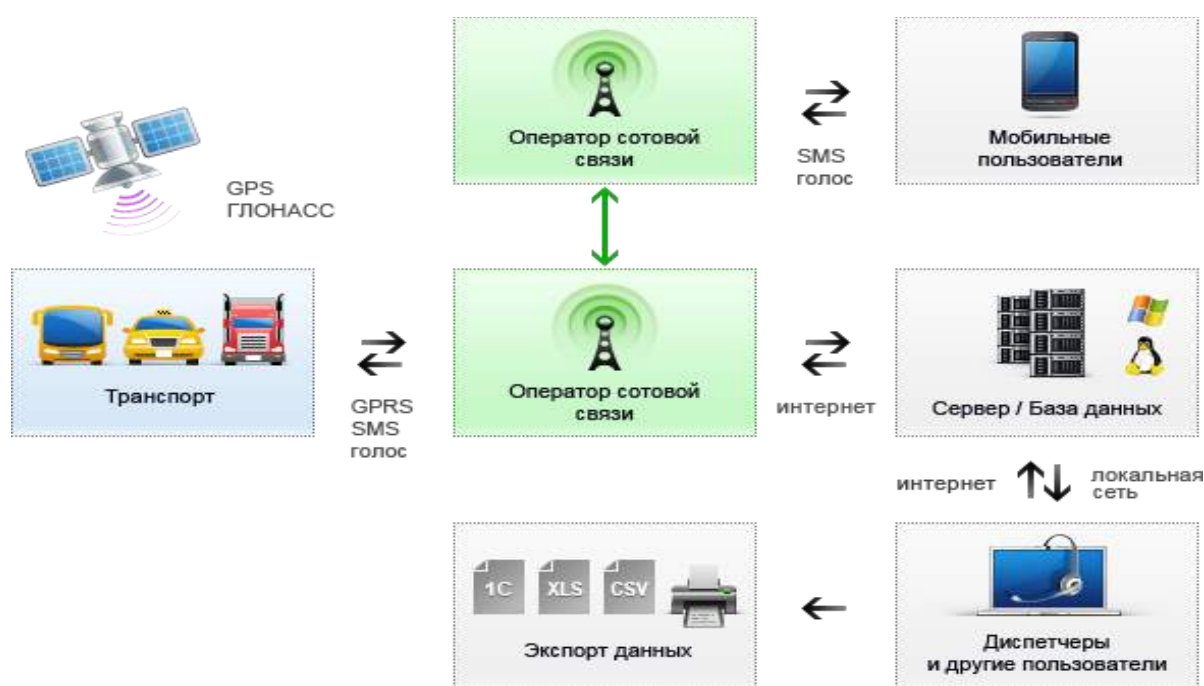 Оператор сотовой
связи
SMS
голос
Мобильные
пользователи
GPS
ГЛОНАСС
Транспорт
GPRS
SMS
голос
Оператор сотовой
связи
интернет
Сервер / База данных
интернет
локальная
сеть
1C
XLS
CSV
Экспорт данных
Диспетчеры
и другие пользователи